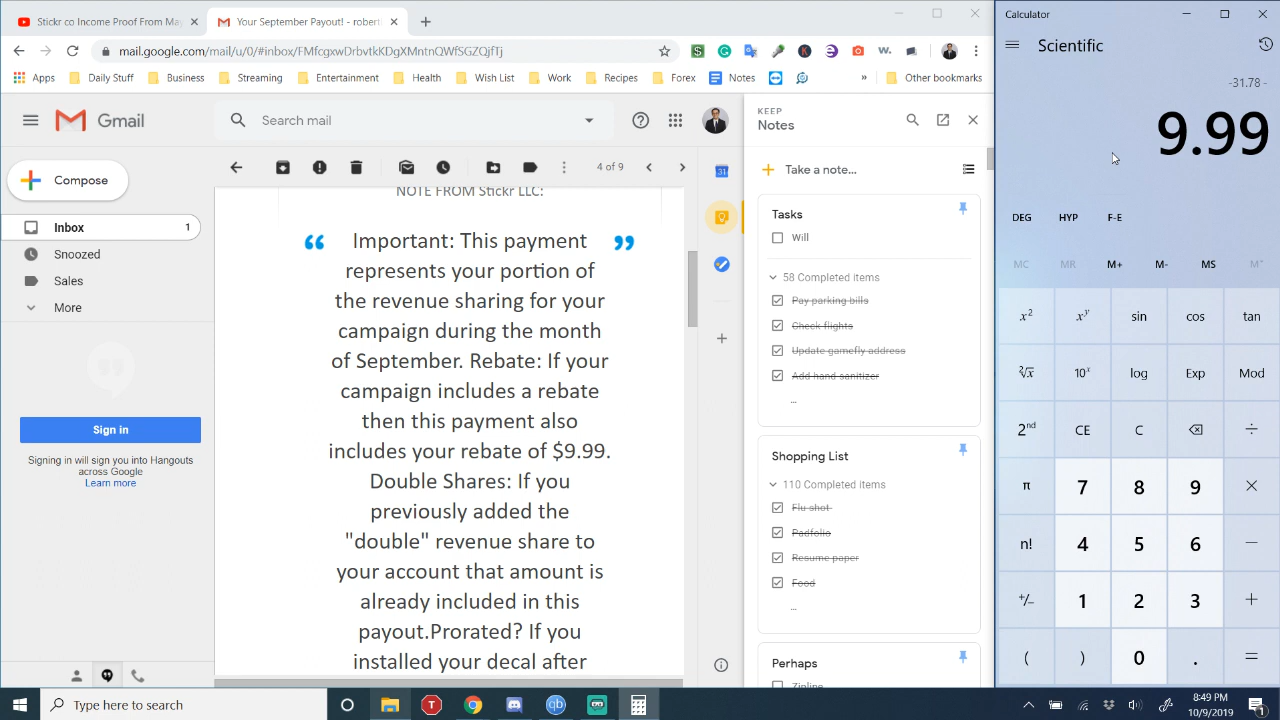 Stickr co Income Proof From May
Your September Payout! - robert
mail.google.com/mail/u/0/#inbox/FMfcgxwDrbvtkKDgXMntnQWfSGZQjfTj
Apps
Daily Stuff
Business
Streaming
Entertainment
Health
Wish List
Work
Recipes
Forex
Notes
»
Other bookmarks
Gmail
Search mail
Compose
4 of 9
Inbox
1
Snoozed
Sales
More
Sign in
Signing in will sign you into Hangouts
across Google
Learn more
NOTE FROM Stickr LLC:
“ Important: This payment ”
represents your portion of
the revenue sharing for your
campaign during the month
of September. Rebate: If your
campaign includes a rebate
then this payment also
includes your rebate of $9.99.
Double Shares: If you
previously added the
"double" revenue share to
your account that amount is
already included in this
payout.Prorated? If you
installed your decal after
KEEP
Notes
Take a note...
Tasks
Will
58 Completed items
Pay parking bills
Check flights
Update gamefly address
Add hand sanitizer
...
Shopping List
110 Completed items
Flu shot
Padfolio
Resume paper
Food
...
Perhaps
Zipline
Calculator
Scientific
-31.78 -
9.99
DEG
HYP
F-E
MC
MR
M+
M-
MS
M˅
x²
xʸ
sin
cos
tan
²√x
10ˣ
log
Exp
Mod
2ⁿᵈ
CE
C
÷
π
7
8
9
×
n!
4
5
6
−
+/−
1
2
3
+
(
)
0
.
=
Type here to search
8:49 PM
10/9/2019
1